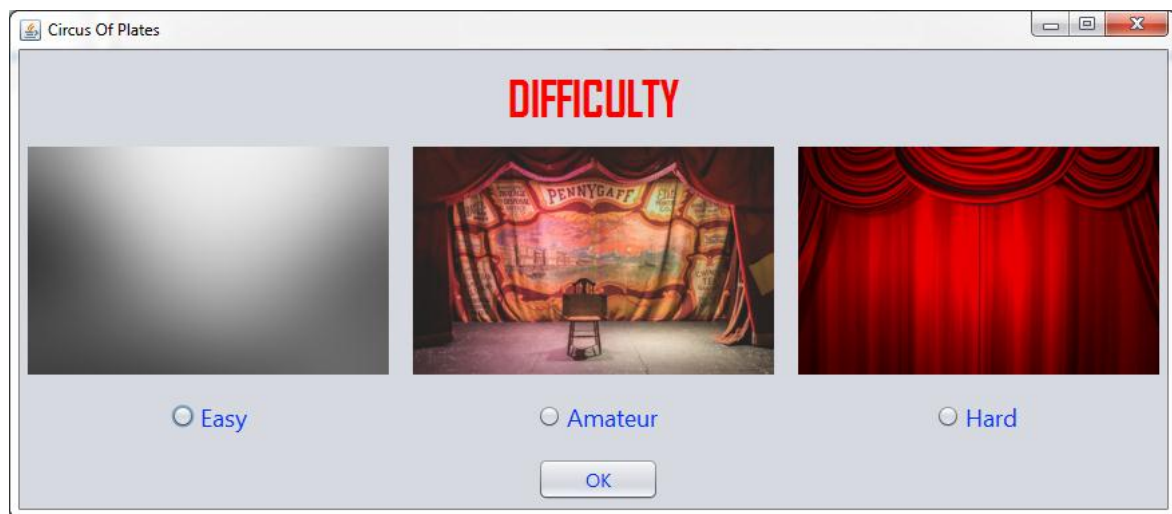 Circus Of Plates
DIFFICULTY
PENNYGAFF
Easy
Amateur
Hard
OK